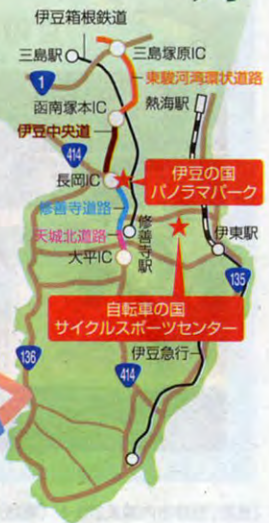 伊豆箱根鉄道
三島駅
三島塚原IC
1
東駿河湾環状道路
函南塚本IC
熱海駅
伊豆中央道
414
長岡IC
伊豆の国
パノラマパーク
修善寺道路
天城北道路
修善寺駅
大平IC
伊東駅
135
自転車の国
サイクルスポーツセンター
136
414
伊豆急行